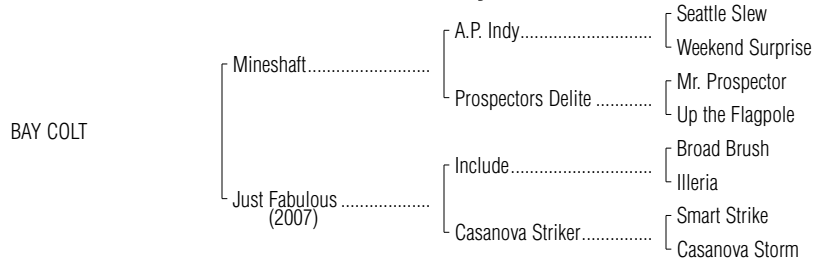 Seattle Slew
A.P. Indy............................
Weekend Surprise
Mineshaft..........................
Mr. Prospector
Prospectors Delite ............
Up the Flagpole
BAY COLT
Broad Brush
Include..............................
Illeria
Just Fabulous ...................
(2007)
Smart Strike
Casanova Striker...............
Casanova Storm